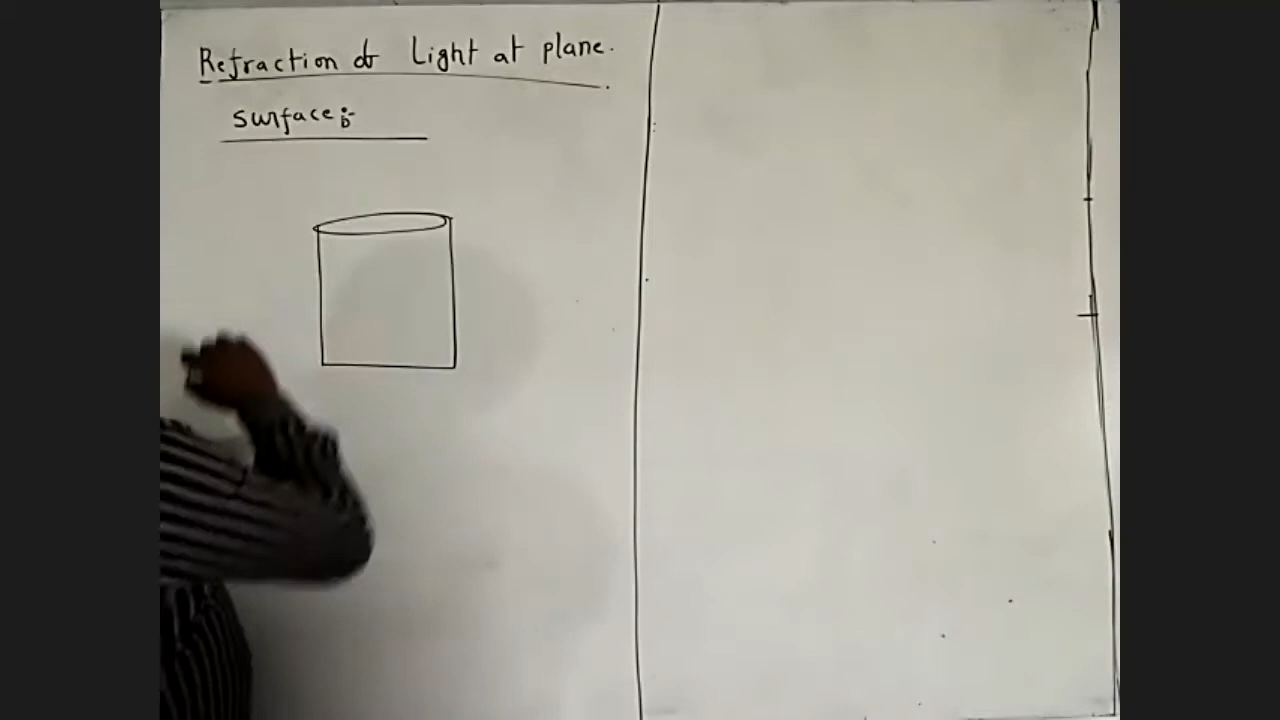 Refraction of Light at plane.
surface:-